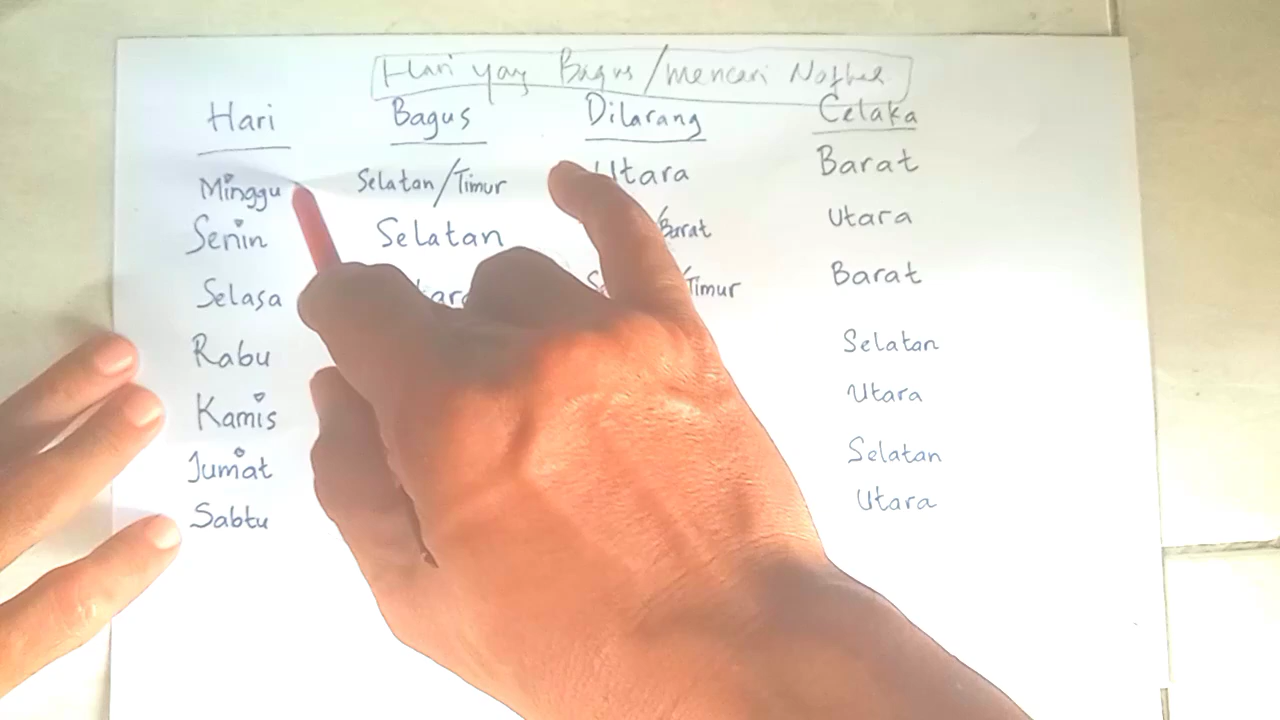 Hari yang Bagus/mencari Nafkah
Hari Bagus Dilarang Celaka
Minggu Selatan/Timur Utara Barat
Senin Selatan /Barat Utara
Selasa /Timur Barat
Rabu Selatan
Kamis Utara
Jumat Selatan
Sabtu Utara